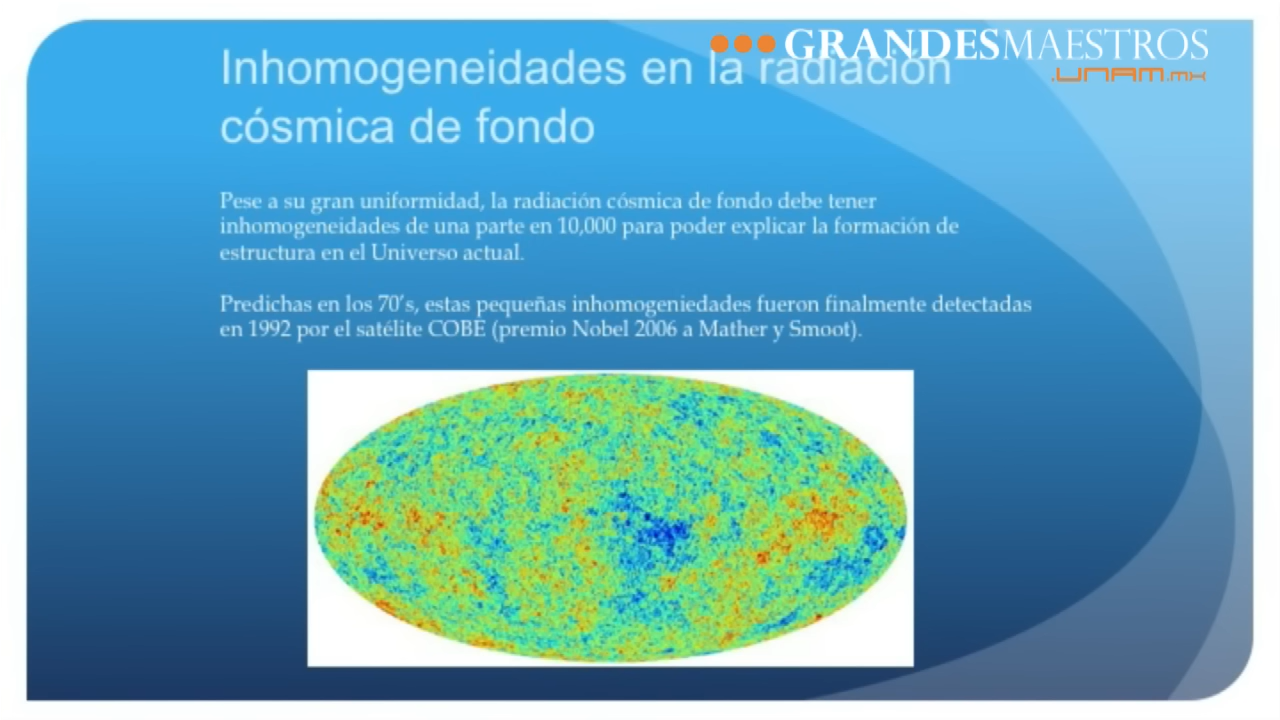 GRANDESMAESTROS
.UNAM.mx
Inhomogeneidades en la radiación
cósmica de fondo
Pese a su gran uniformidad, la radiación cósmica de fondo debe tener
inhomogeneidades de una parte en 10,000 para poder explicar la formación de
estructura en el Universo actual.
Predichas en los 70's, estas pequeñas inhomogeniedades fueron finalmente detectadas
en 1992 por el satélite COBE (premio Nobel 2006 a Mather y Smoot).